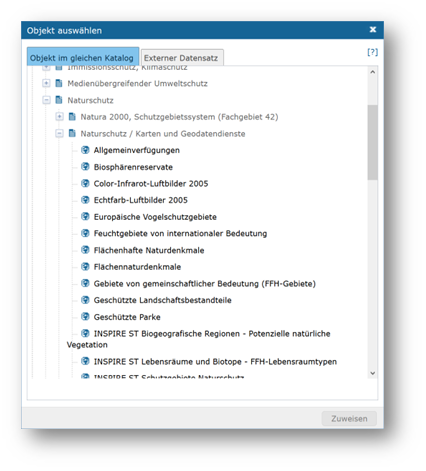 Objekt auswählen
Objekt im gleichen Katalog
Externer Datensatz
[?]
Immissionsschutz, Klimaschutz
Medienübergreifender Umweltschutz
Naturschutz
Natura 2000, Schutzgebietssystem (Fachgebiet 42)
Naturschutz / Karten und Geodatendienste
Allgemeinverfügungen
Biosphärenreservate
Color-Infrarot-Luftbilder 2005
Echtfarb-Luftbilder 2005
Europäische Vogelschutzgebiete
Feuchtgebiete von internationaler Bedeutung
Flächenhafte Naturdenkmale
Flächennaturdenkmale
Gebiete von gemeinschaftlicher Bedeutung (FFH-Gebiete)
Geschützte Landschaftsbestandteile
Geschützte Parke
INSPIRE ST Biogeografische Regionen - Potenzielle natürliche
Vegetation
INSPIRE ST Lebensräume und Biotope - FFH-Lebensraumtypen
INSPIRE ST Schutzgebiete Naturschutz
Zuweisen